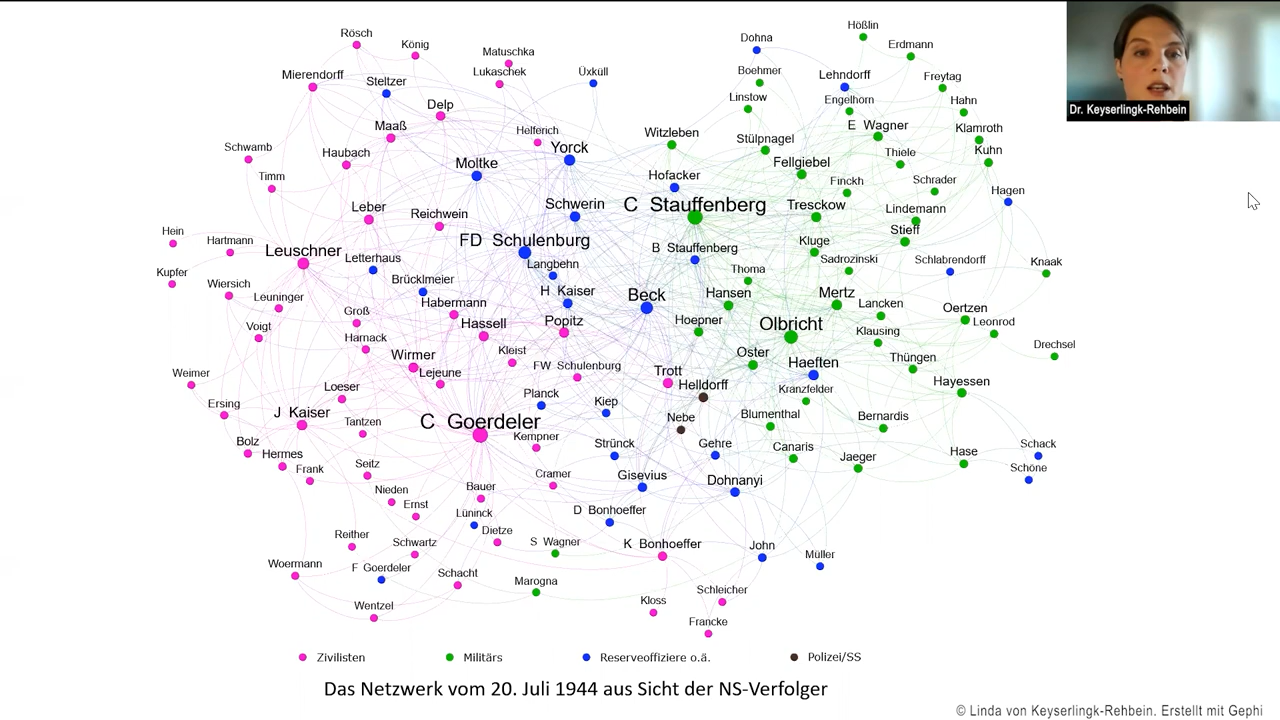 Rösch
König
Matuschka
Dohna
Hößlin
Erdmann
Mierendorff
Steltzer
Lukaschek
Üxküll
Boehmer
Lehndorff
Freytag
Dr. Keyserlingk-Rehbein
Delp
Linstow
Engelhorn
Hahn
Maaß
Helferich
Witzleben
Stülpnagel
E Wagner
Klamroth
Schwamb
Haubach
Moltke
Yorck
Fellgiebel
Thiele
Kuhn
Timm
Hofacker
Finckh
Schrader
Hagen
Leber
Reichwein
Schwerin
C Stauffenberg
Tresckow
Lindemann
Hein
Hartmann
Leuschner
FD Schulenburg
B Stauffenberg
Kluge
Stieff
Kupfer
Letterhaus
Langbehn
Thoma
Sadrozinski
Schlabrendorff
Knaak
Wiersich
Leuninger
Brücklmeier
H Kaiser
Beck
Hansen
Mertz
Lancken
Oertzen
Voigt
Groß
Habermann
Hassell
Popitz
Hoepner
Olbricht
Klausing
Leonrod
Harnack
Wirmer
Kleist
Oster
Haeften
Thüngen
Drechsel
Weimer
Loeser
Lejeune
FW Schulenburg
Trott
Helldorff
Kranzfelder
Hayessen
Ersing
J Kaiser
Tantzen
C Goerdeler
Planck
Kiep
Nebe
Blumenthal
Bernardis
Bolz
Hermes
Kempner
Strünck
Gehre
Canaris
Jaeger
Hase
Schack
Frank
Seitz
Cramer
Gisevius
Dohnanyi
Schöne
Nieden
Ernst
Bauer
Lüninck
D Bonhoeffer
Reither
Schwartz
Dietze
S Wagner
K Bonhoeffer
John
Müller
Woermann
F Goerdeler
Schacht
Marogna
Schleicher
Wentzel
Kloss
Francke
Zivilisten
Militärs
Reserveoffiziere o.ä.
Polizei/SS
Das Netzwerk vom 20. Juli 1944 aus Sicht der NS-Verfolger
© Linda von Keyserlingk-Rehbein. Erstellt mit Gephi